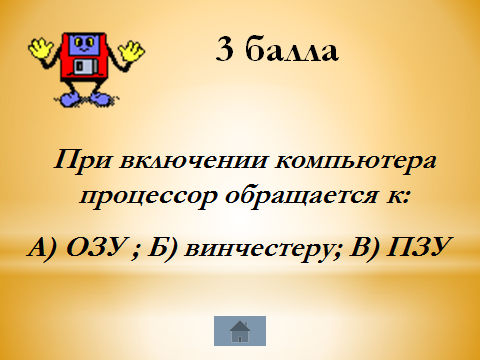 3 балла
При включении компьютера
процессор обращается к:
А) ОЗУ ; Б) винчестеру; В) ПЗУ